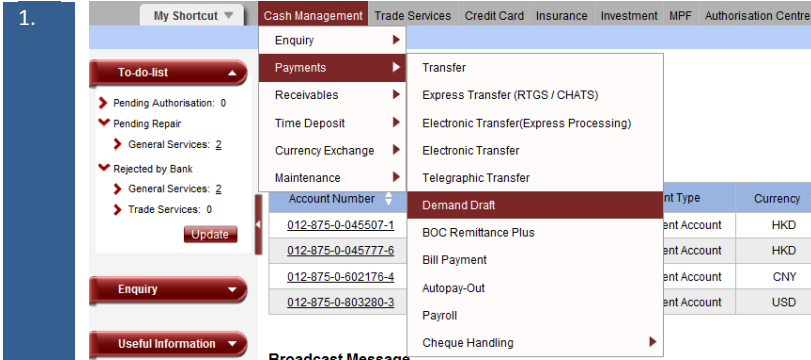 1.
My Shortcut
Cash Management Trade Services Credit Card Insurance Investment MPF Authorisation Centre
Enquiry
Payments
Receivables
Time Deposit
Currency Exchange
Maintenance
Transfer
Express Transfer (RTGS / CHATS)
Electronic Transfer(Express Processing)
Electronic Transfer
Telegraphic Transfer
Demand Draft
BOC Remittance Plus
Bill Payment
Autopay-Out
Payroll
Cheque Handling
To-do-list
Pending Authorisation: 0
Pending Repair
General Services: 2
Rejected by Bank
General Services: 2
Trade Services: 0
Update
Enquiry
Useful Information
Account Number nt Type Currency
012-875-0-045507-1 ent Account HKD
012-875-0-045777-6 ent Account HKD
012-875-0-602176-4 ent Account CNY
012-875-0-803280-3 ent Account USD
Broadcast Message